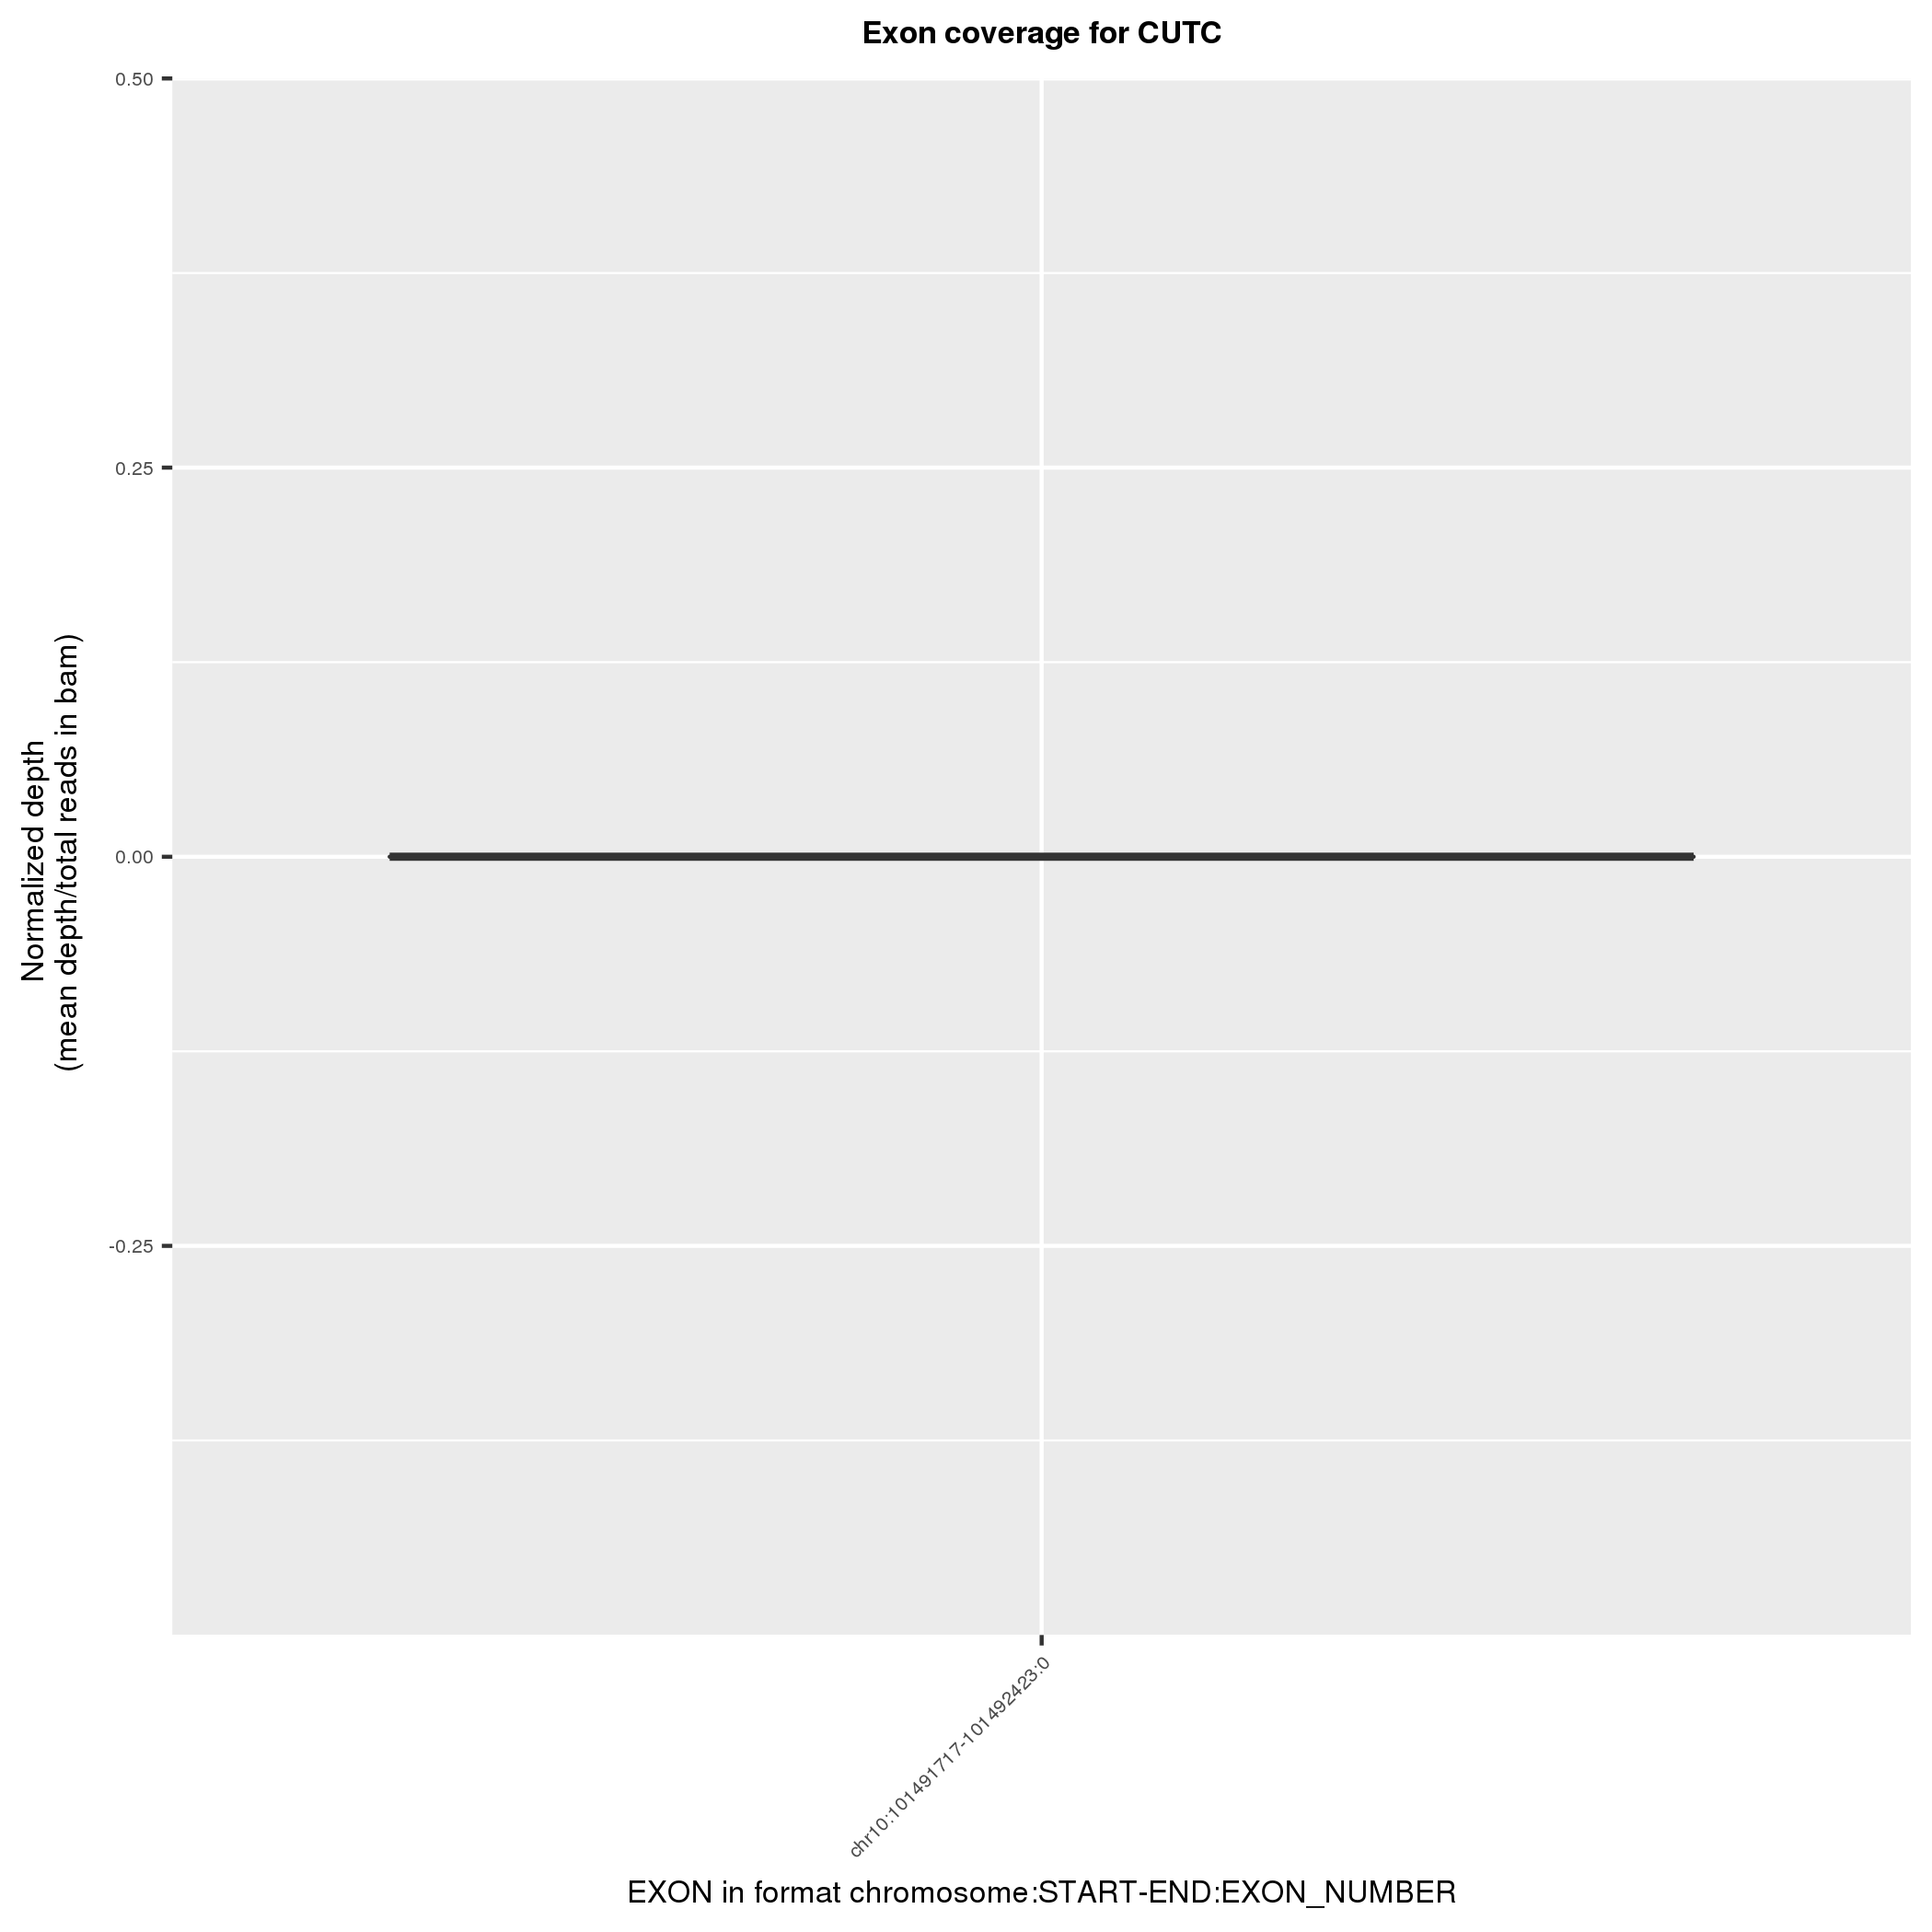 Exon coverage for CUTC
0.50
0.25
0.00
-0.25
Normalized depth
(mean depth/total reads in bam)
chr10:101491717-101492423:0
EXON in format chromosome:START-END:EXON_NUMBER